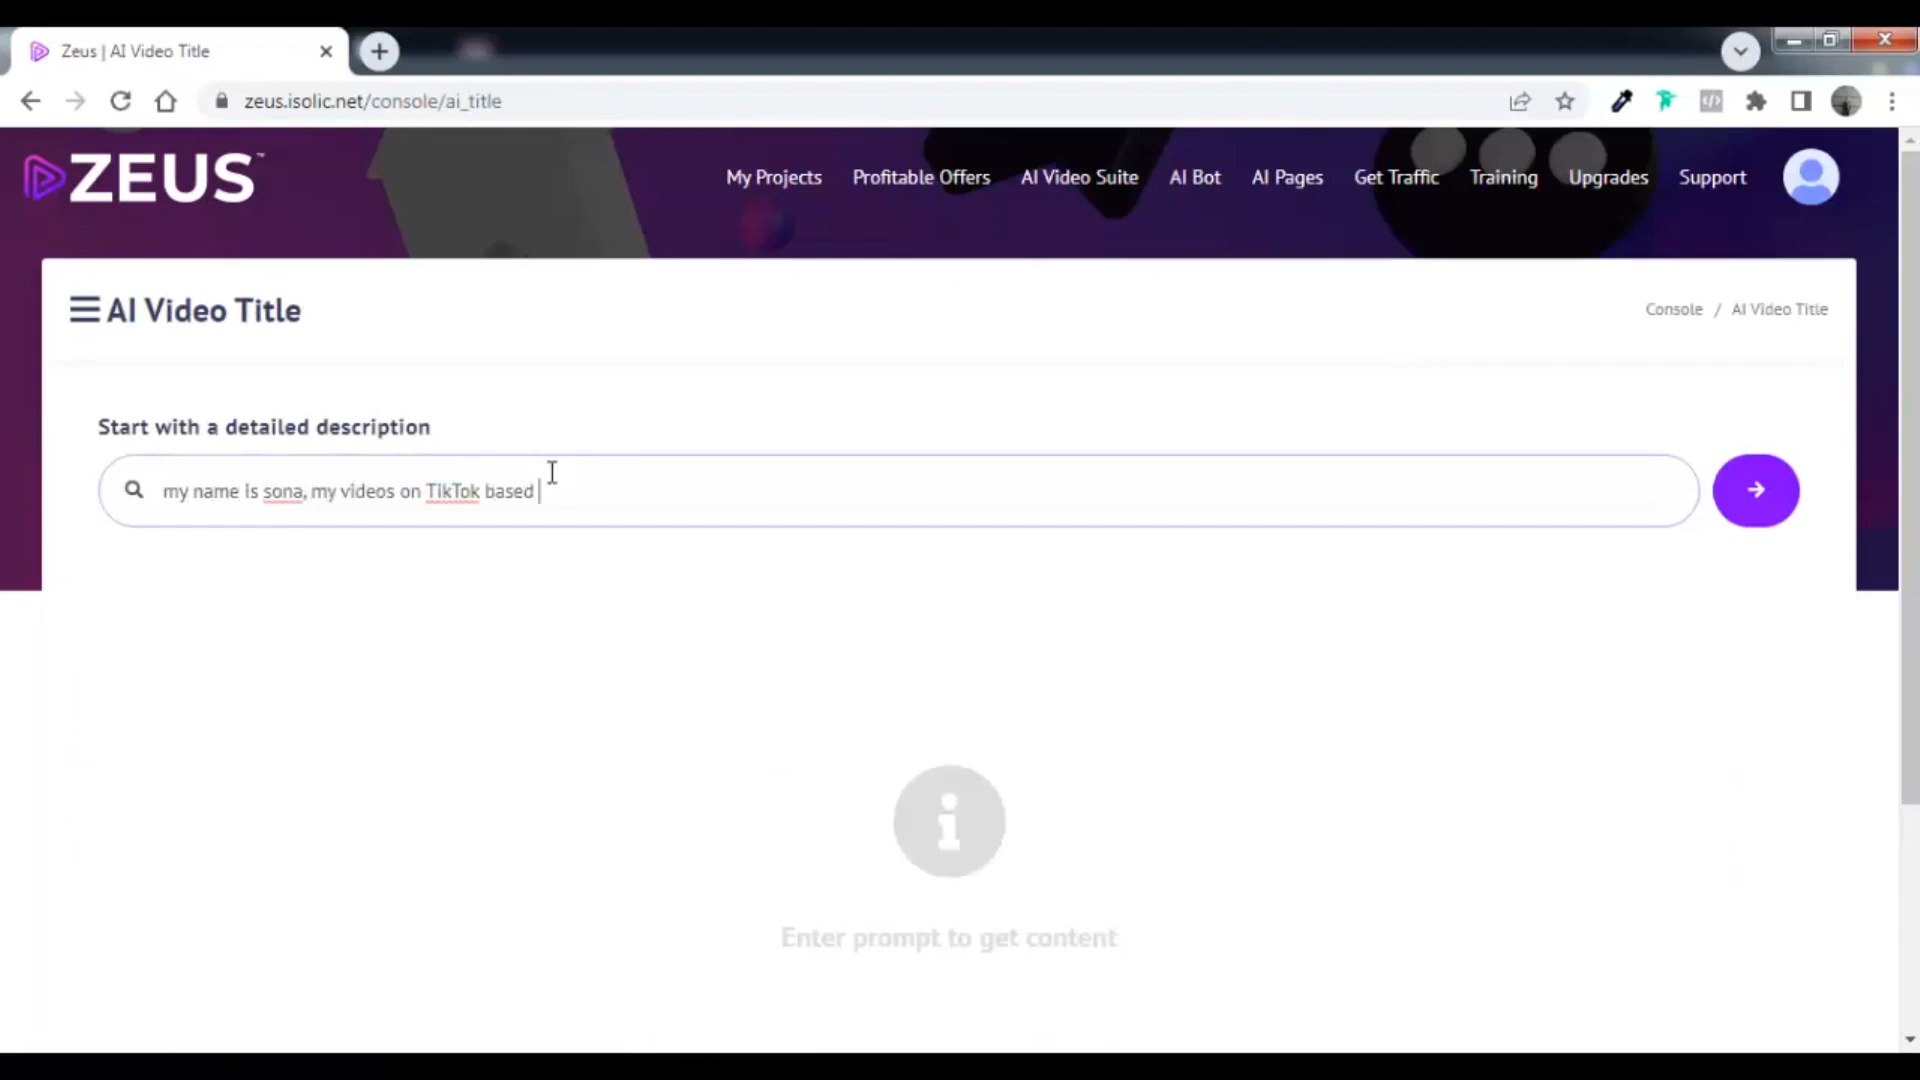 Zeus | AI Video Title
zeus.isolic.net/console/ai_title
ZEUS™
My Projects Profitable Offers AI Video Suite AI Bot AI Pages Get Traffic Training Upgrades Support
AI Video Title
Console / AI Video Title
Start with a detailed description
my name is sona, my videos on TikTok based
Enter prompt to get content